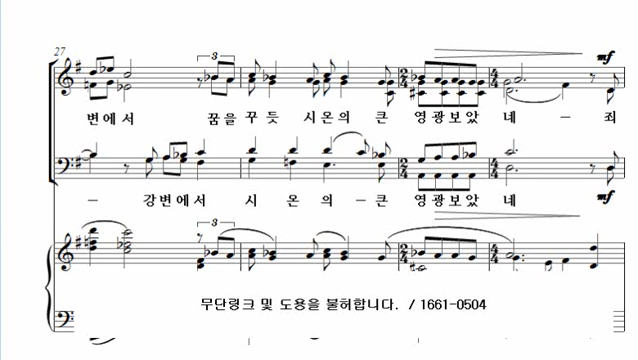 27
3
mf
변에서 꿈을 꾸 듯 시온의 큰 영광보았 네 - 죄
- 강변에서 시 온 의 - 큰 영광보았 네
mf
3
무단링크 및 도용을 불허합니다. / 1661-0504